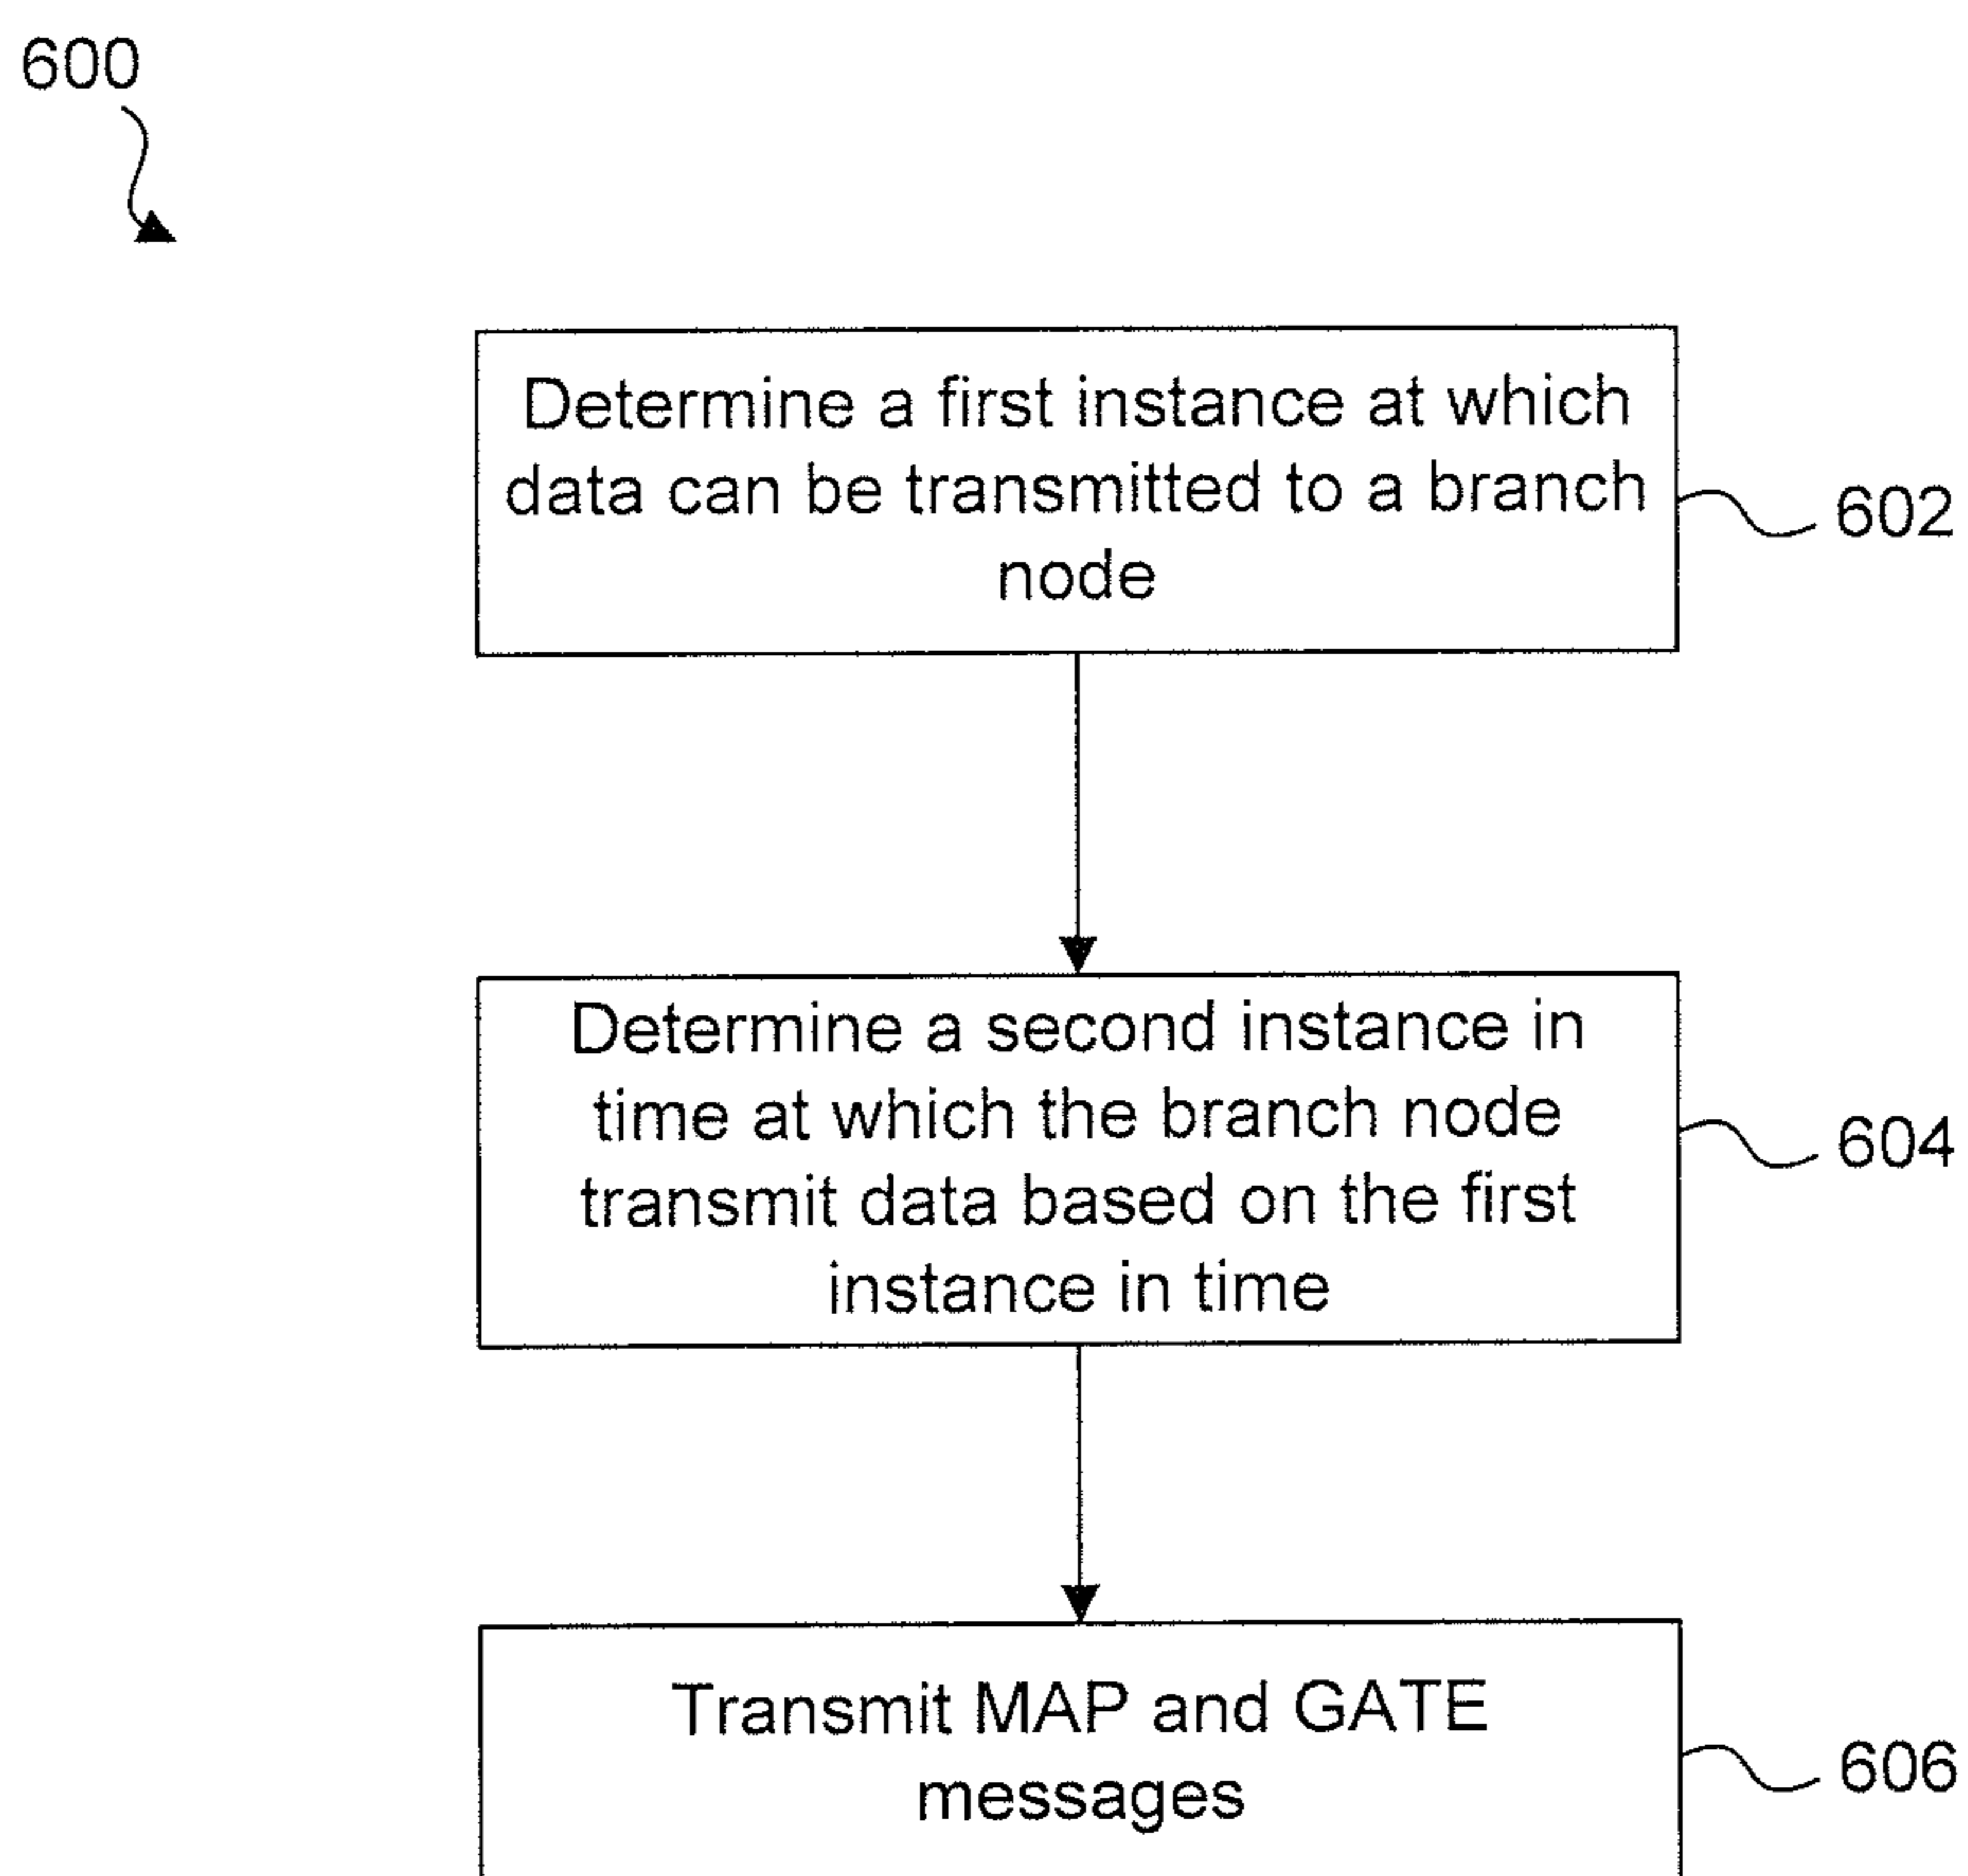 600
Determine a first instance at which
data can be transmitted to a branch
node
602
Determine a second instance in
time at which the branch node
transmit data based on the first
instance in time
604
Transmit MAP and GATE
messages
606